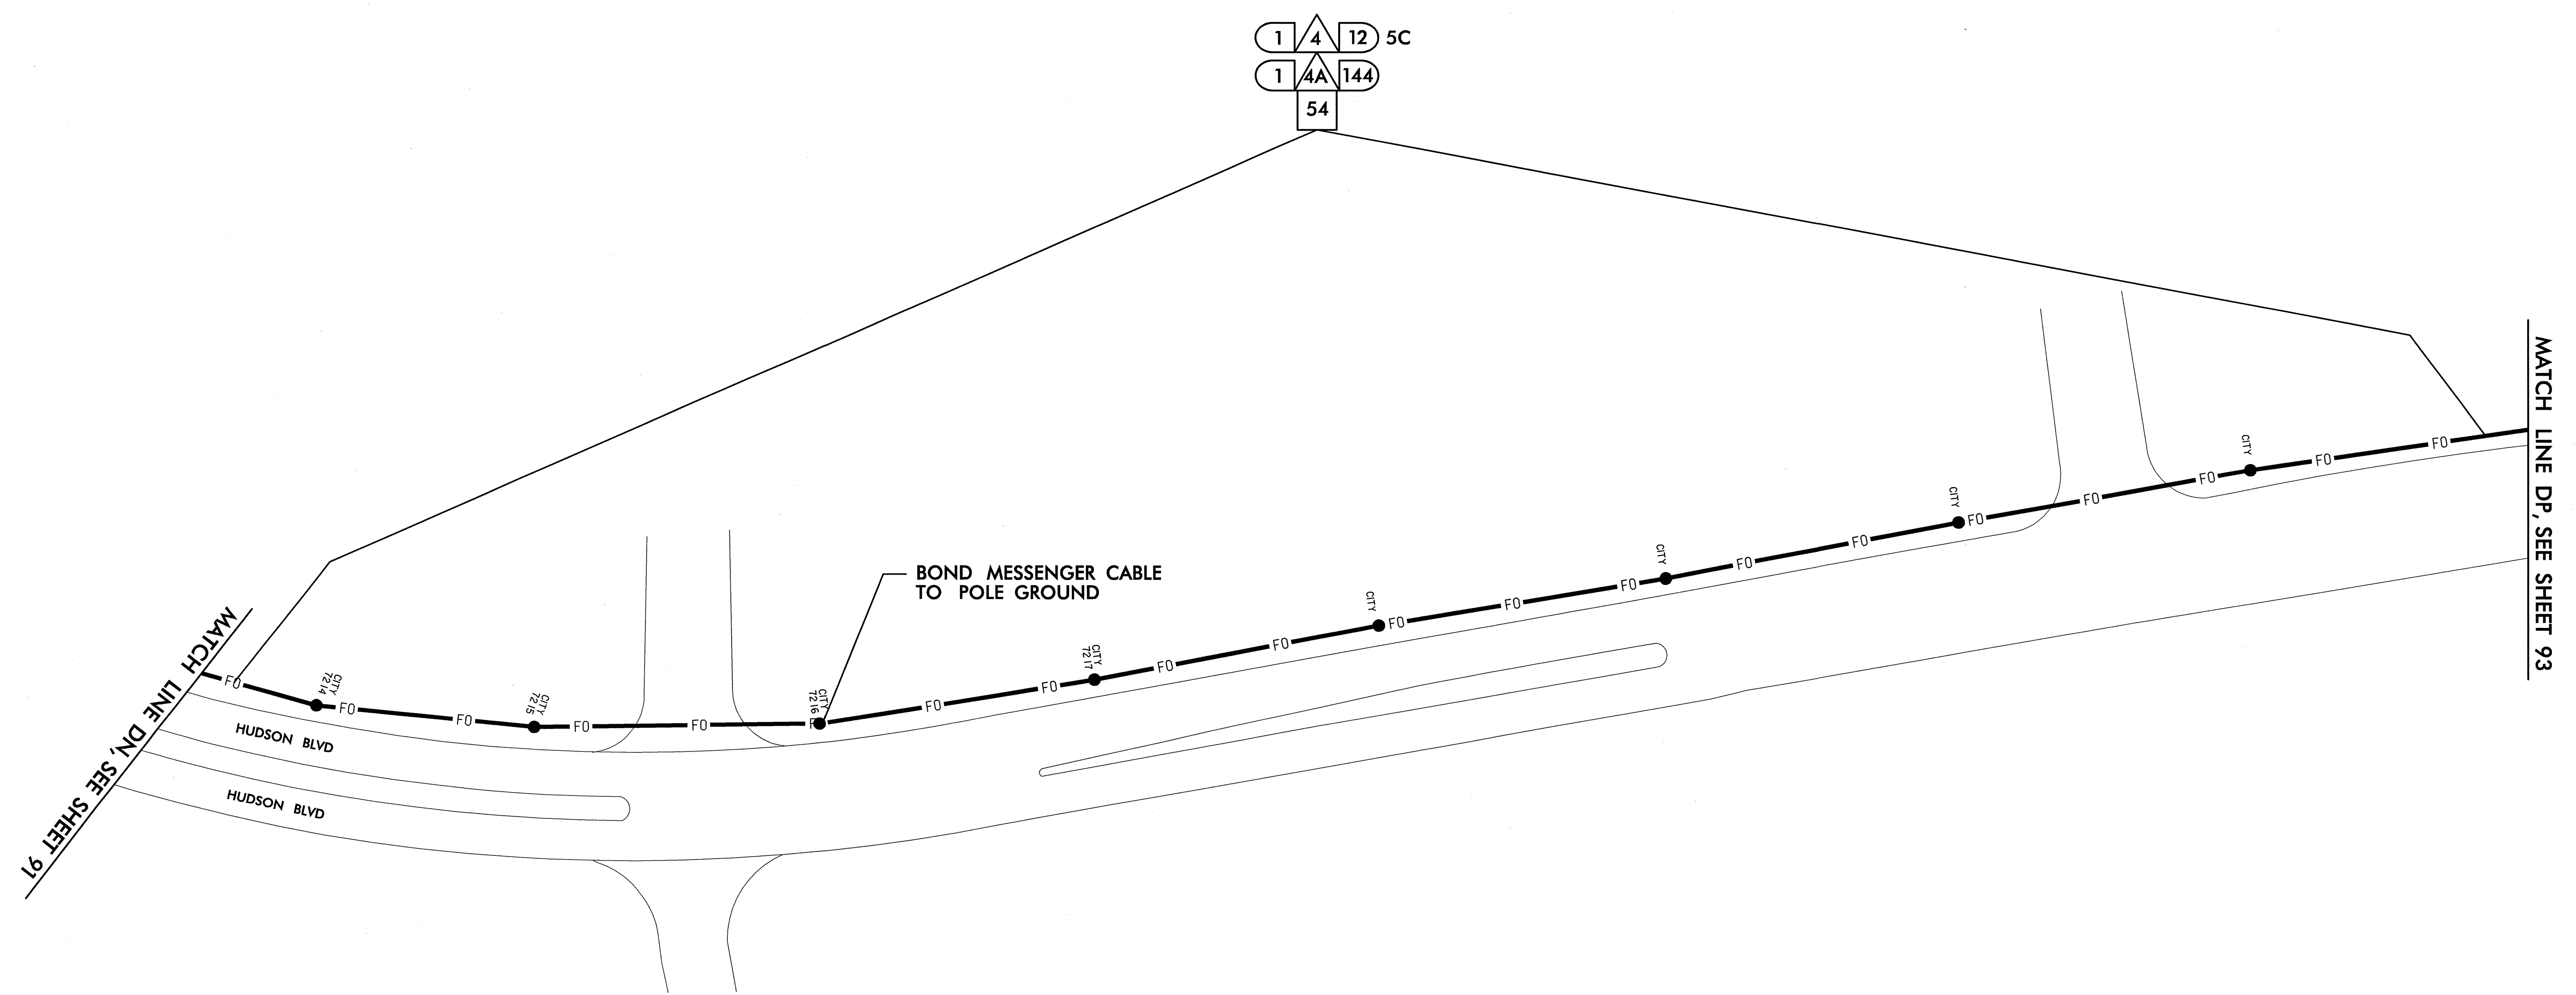 1 4 12 5C
1 4A 144
54
MATCH LINE DP, SEE SHEET 93
FO
FO
CITY
FO
FO
FO
CITY
FO
FO
CITY
FO
FO
CITY
FO
FO
FO
CITY
7217
FO
FO
BOND MESSENGER CABLE
TO POLE GROUND
CITY
7216
F
FO
FO
CITY
7215
FO
FO
CITY
7214
FO
MATCH LINE DN, SEE SHEET 91
HUDSON BLVD
HUDSON BLVD